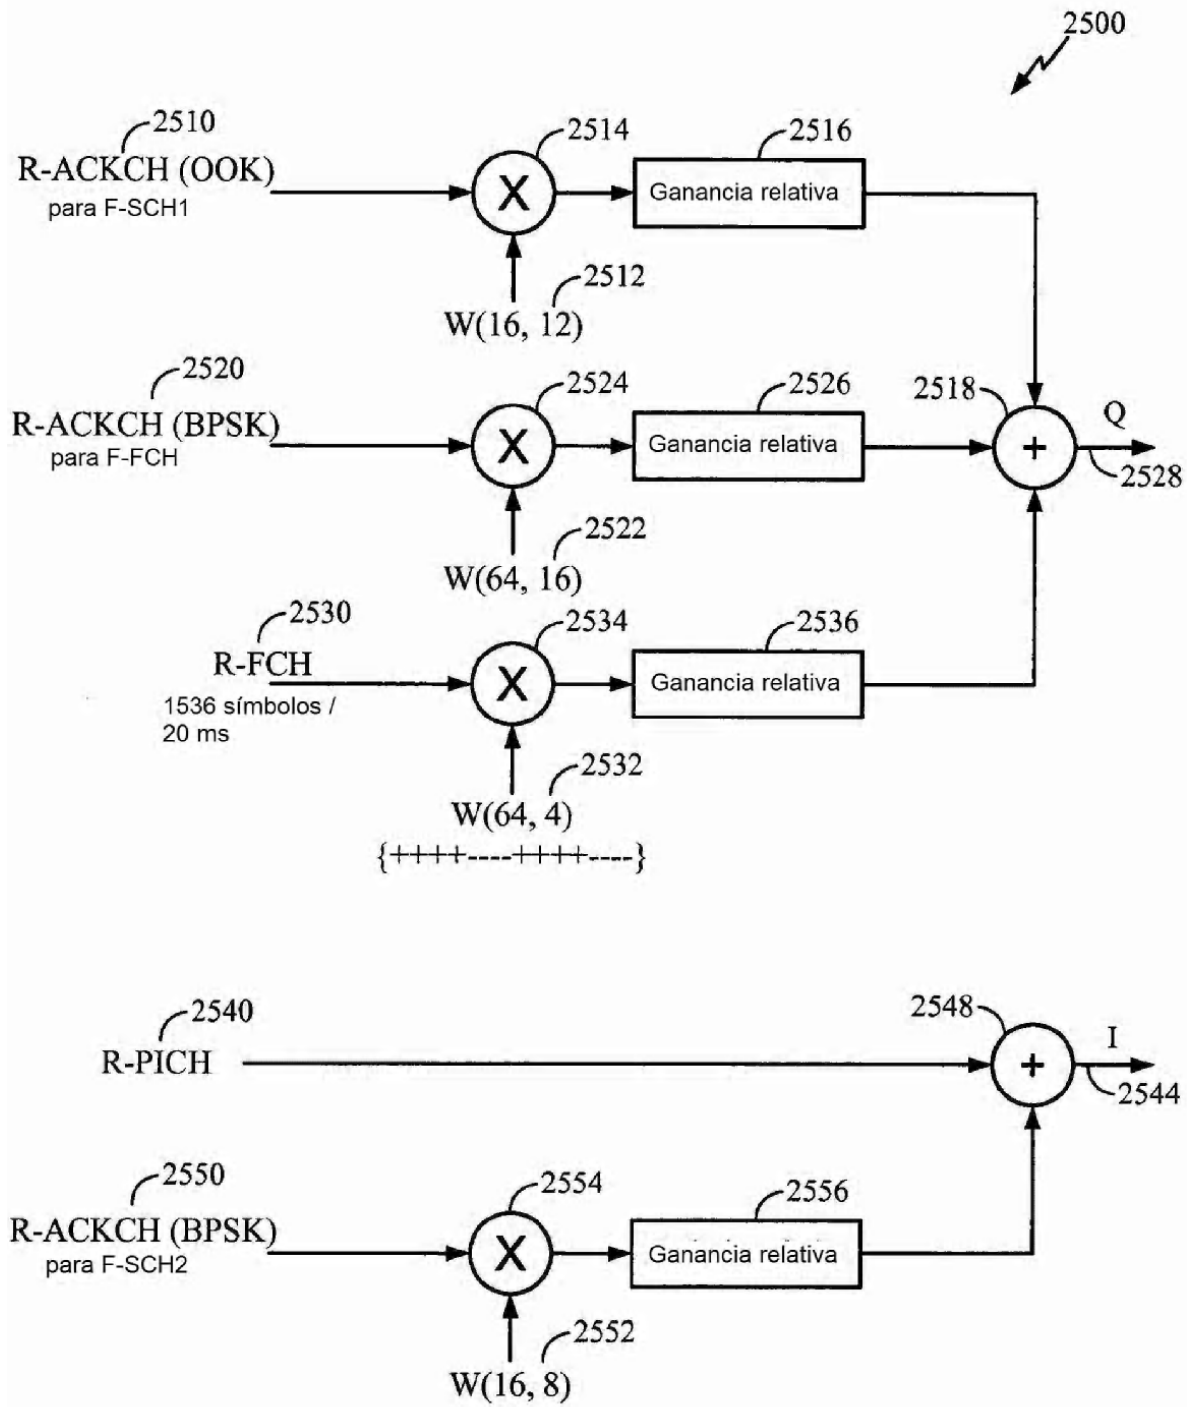 2500
2510
R-ACKCH (OOK)
para F-SCH1
2514
X
2516
Ganancia relativa
2512
W(16, 12)
2520
R-ACKCH (BPSK)
para F-FCH
2524
X
2526
Ganancia relativa
2518
+
Q
2528
2522
W(64, 16)
2530
R-FCH
1536 símbolos /
20 ms
2534
X
2536
Ganancia relativa
2532
W(64, 4)
{++++----++++----}
2540
R-PICH
2548
+
I
2544
2550
R-ACKCH (BPSK)
para F-SCH2
2554
X
2556
Ganancia relativa
2552
W(16, 8)